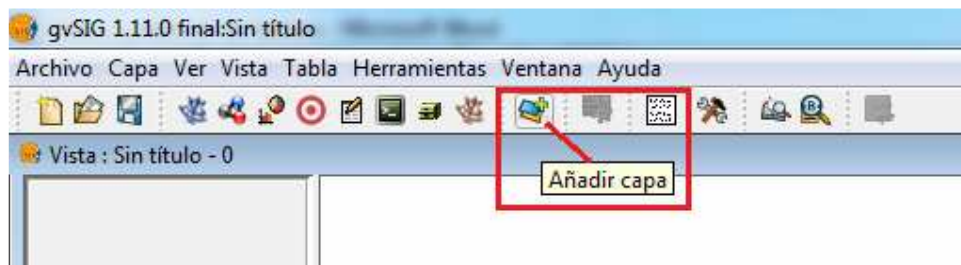 gvSIG 1.11.0 final:Sin título
Archivo Capa Ver Vista Tabla Herramientas Ventana Ayuda
Vista : Sin título - 0
Añadir capa